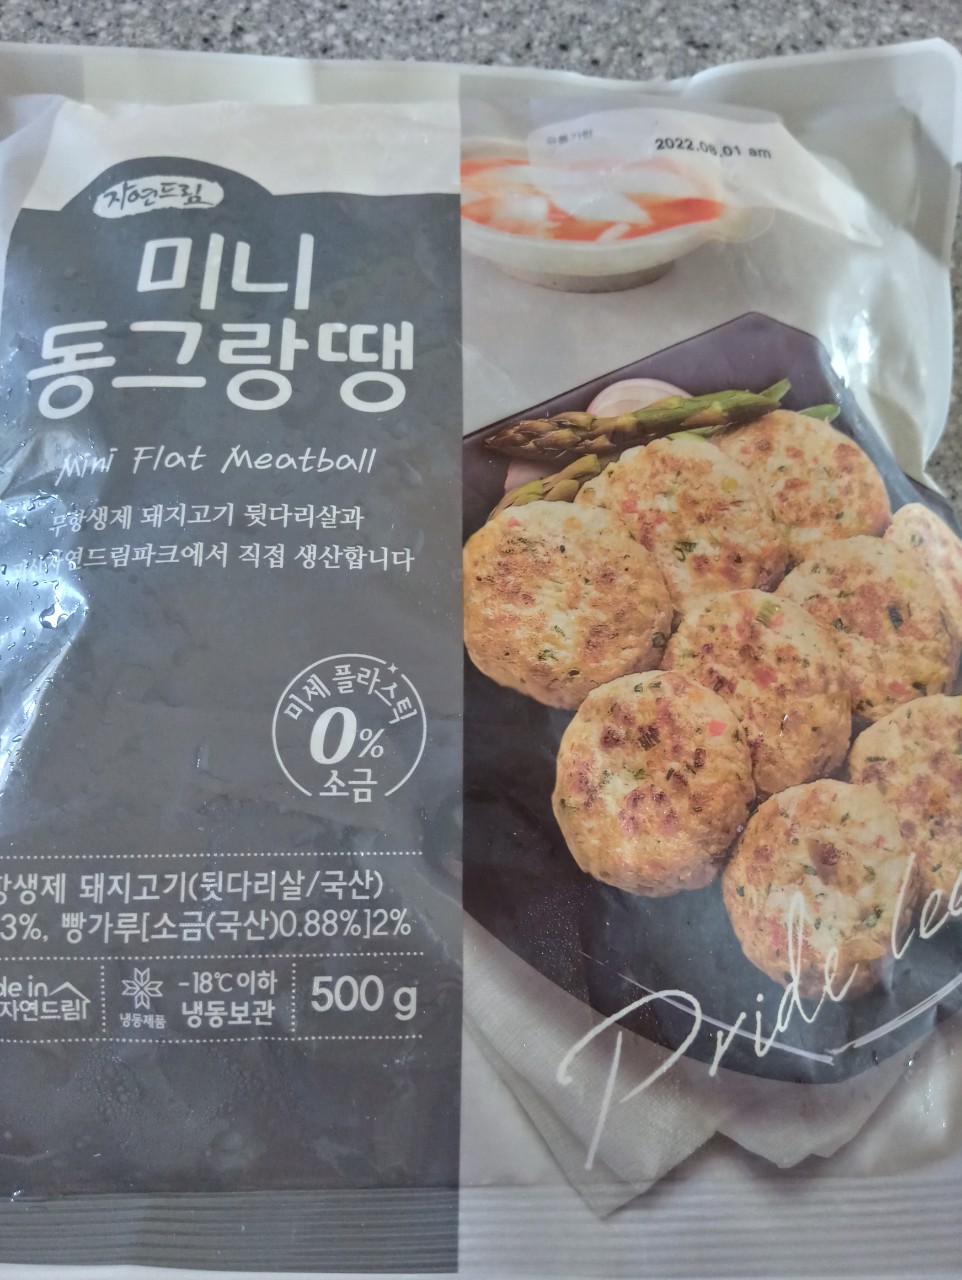 유통기한
2022.08.01 am
자연드림
미니
동그랑땡
Mini Flat Meatball
무항생제 돼지고기 뒷다리살과
자연드림파크에서 직접 생산합니다
미세 플라스틱
0%
소금
항생제 돼지고기(뒷다리살/국산)
3%, 빵가루[소금(국산)0.88%]2%
de in
자연드림
냉동제품
-18℃ 이하
냉동보관
500 g
Pride